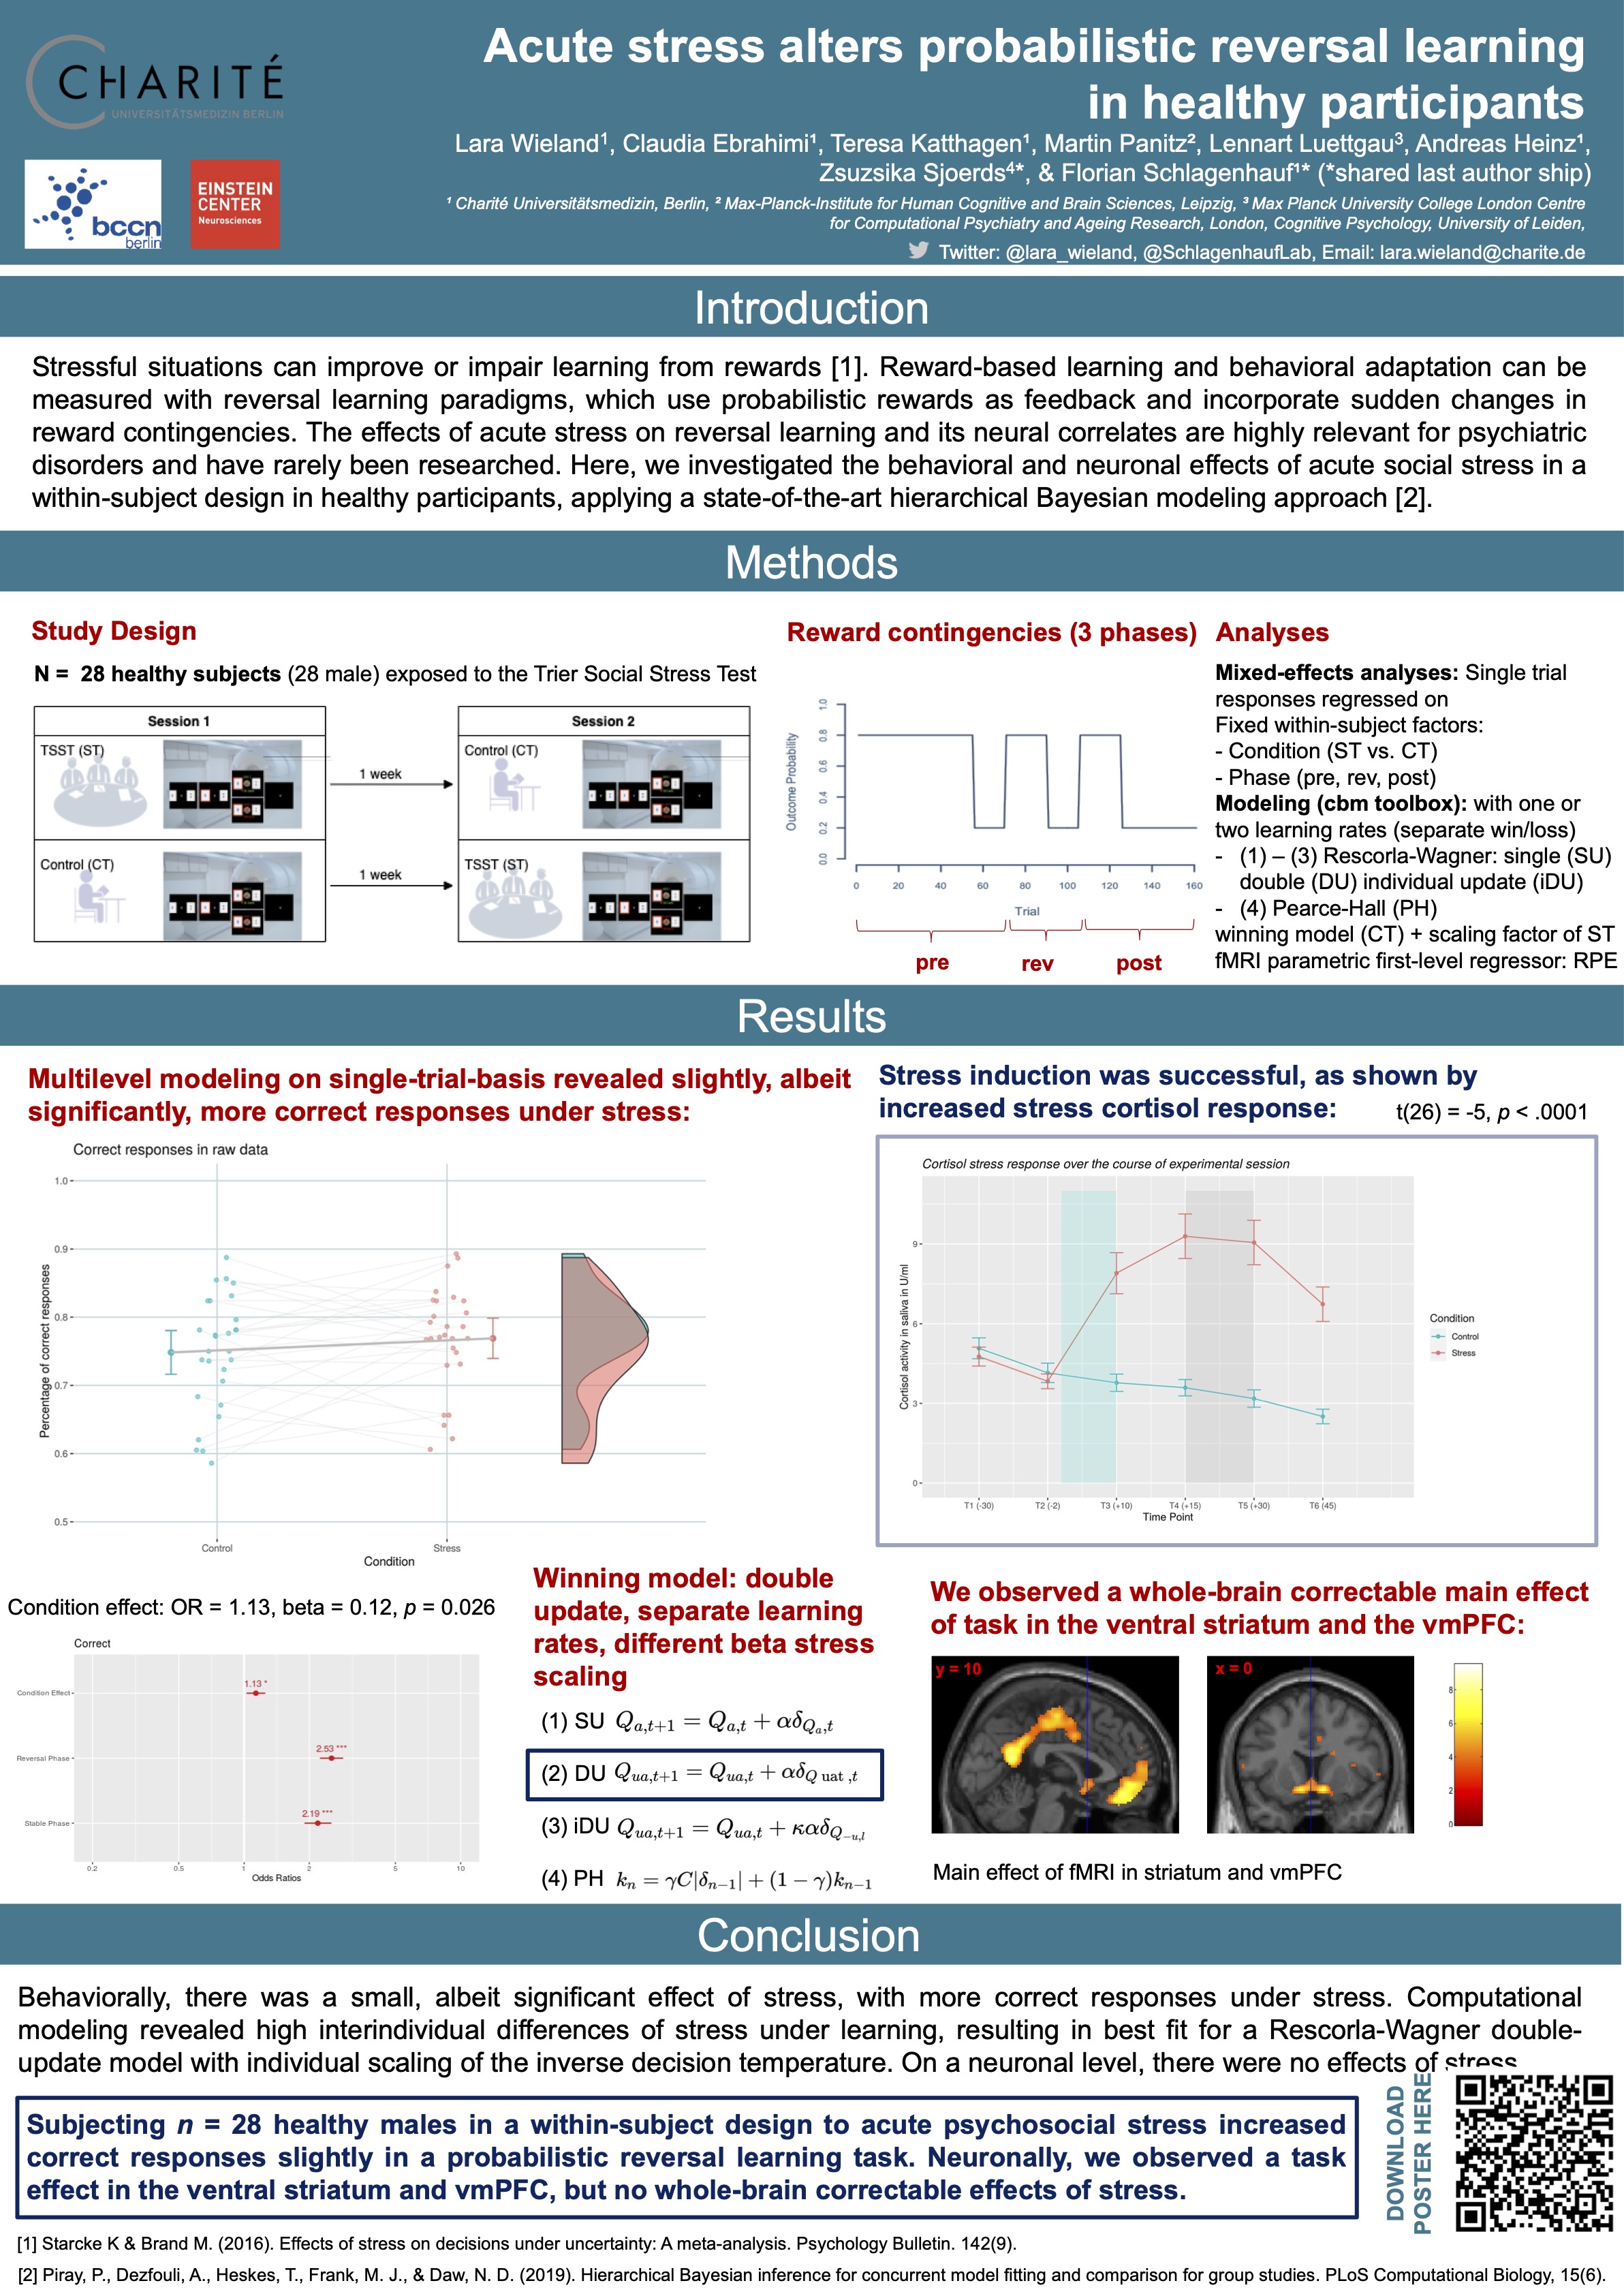 CHARITÉ
UNIVERSITÄTSMEDIZIN BERLIN
bccn
berlin
EINSTEIN
CENTER
Neurosciences
Acute stress alters probabilistic reversal learning
in healthy participants
Lara Wieland¹, Claudia Ebrahimi¹, Teresa Katthagen¹, Martin Panitz², Lennart Luettgau³, Andreas Heinz¹,
Zsuzsika Sjoerds⁴*, & Florian Schlagenhauf¹* (*shared last author ship)
¹ Charité Universitätsmedizin, Berlin, ² Max-Planck-Institute for Human Cognitive and Brain Sciences, Leipzig, ³ Max Planck University College London Centre
for Computational Psychiatry and Ageing Research, London, Cognitive Psychology, University of Leiden,
Twitter: @lara_wieland, @SchlagenhaufLab, Email: lara.wieland@charite.de
Introduction
Stressful situations can improve or impair learning from rewards [1]. Reward-based learning and behavioral adaptation can be
measured with reversal learning paradigms, which use probabilistic rewards as feedback and incorporate sudden changes in
reward contingencies. The effects of acute stress on reversal learning and its neural correlates are highly relevant for psychiatric
disorders and have rarely been researched. Here, we investigated the behavioral and neuronal effects of acute social stress in a
within-subject design in healthy participants, applying a state-of-the-art hierarchical Bayesian modeling approach [2].
Methods
Study Design
N = 28 healthy subjects (28 male) exposed to the Trier Social Stress Test
Session 1
Session 2
TSST (ST)
1 week
Control (CT)
Control (CT)
1 week
TSST (ST)
Reward contingencies (3 phases)
Outcome Probability
1.0
0.8
0.6
0.4
0.2
0.0
0 20 40 60 80 100 120 140 160
Trial
pre rev post
Analyses
Mixed-effects analyses: Single trial
responses regressed on
Fixed within-subject factors:
- Condition (ST vs. CT)
- Phase (pre, rev, post)
Modeling (cbm toolbox): with one or
two learning rates (separate win/loss)
- (1) – (3) Rescorla-Wagner: single (SU)
double (DU) individual update (iDU)
- (4) Pearce-Hall (PH)
winning model (CT) + scaling factor of ST
fMRI parametric first-level regressor: RPE
Results
Multilevel modeling on single-trial-basis revealed slightly, albeit
significantly, more correct responses under stress:
Correct responses in raw data
Percentage of correct responses
1.0
0.9
0.8
0.7
0.6
0.5
Control Stress
Condition
Stress induction was successful, as shown by
increased stress cortisol response: t(26) = -5, p < .0001
Cortisol stress response over the course of experimental session
Cortisol activity in saliva in U/ml
9
6
3
0
T1 (-30) T2 (-2) T3 (+10) T4 (+15) T5 (+30) T6 (45)
Time Point
Condition
Control
Stress
Condition effect: OR = 1.13, beta = 0.12, p = 0.026
Correct
Condition Effect
1.13 *
Reversal Phase
2.53 ***
Stable Phase
2.19 ***
0.2 0.5 1 2 5 10
Odds Ratios
Winning model: double
update, separate learning
rates, different beta stress
scaling
(1) SU $Q_{a,t+1} = Q_{a,t} + \alpha\delta_{Q_a,t}$
(2) DU $Q_{ua,t+1} = Q_{ua,t} + \alpha\delta_{Q \text{ uat },t}$
(3) iDU $Q_{ua,t+1} = Q_{ua,t} + \kappa\alpha\delta_{Q_{-u,l}}$
(4) PH $k_n = \gamma C|\delta_{n-1}| + (1 - \gamma)k_{n-1}$
We observed a whole-brain correctable main effect
of task in the ventral striatum and the vmPFC:
y = 10
x = 0
8
6
4
2
0
Main effect of fMRI in striatum and vmPFC
Conclusion
Behaviorally, there was a small, albeit significant effect of stress, with more correct responses under stress. Computational
modeling revealed high interindividual differences of stress under learning, resulting in best fit for a Rescorla-Wagner double-
update model with individual scaling of the inverse decision temperature. On a neuronal level, there were no effects of stress
Subjecting n = 28 healthy males in a within-subject design to acute psychosocial stress increased
correct responses slightly in a probabilistic reversal learning task. Neuronally, we observed a task
effect in the ventral striatum and vmPFC, but no whole-brain correctable effects of stress.
DOWNLOAD
POSTER HERE
[1] Starcke K & Brand M. (2016). Effects of stress on decisions under uncertainty: A meta-analysis. Psychology Bulletin. 142(9).
[2] Piray, P., Dezfouli, A., Heskes, T., Frank, M. J., & Daw, N. D. (2019). Hierarchical Bayesian inference for concurrent model fitting and comparison for group studies. PLoS Computational Biology, 15(6).